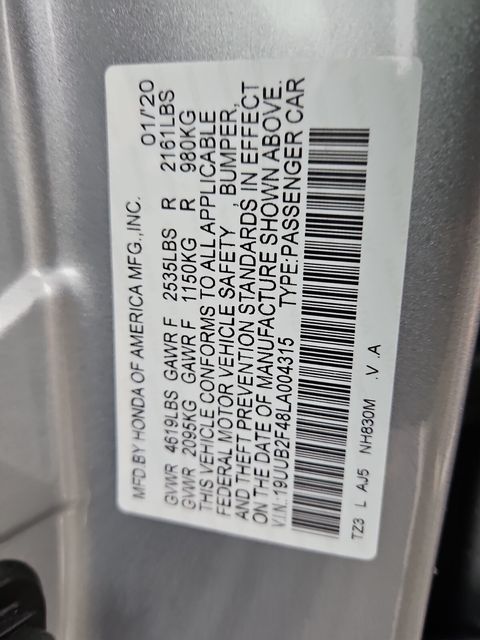 MFD.BY HONDA OF AMERICA MFG.,INC. 01/'20
GVWR 4619LBS GAWR F 2535LBS R 2161LBS
GVWR 2095KG GAWR F 1150KG R 980KG
THIS VEHICLE CONFORMS TO ALL APPLICABLE
FEDERAL MOTOR VEHICLE SAFETY, BUMPER,
AND THEFT PREVENTION STANDARDS IN EFFECT
ON THE DATE OF MANUFACTURE SHOWN ABOVE.
V.I.N.:19UUB2F48LA004315 TYPE:PASSENGER CAR
TZ3 L AJ5 NH830M .V .A